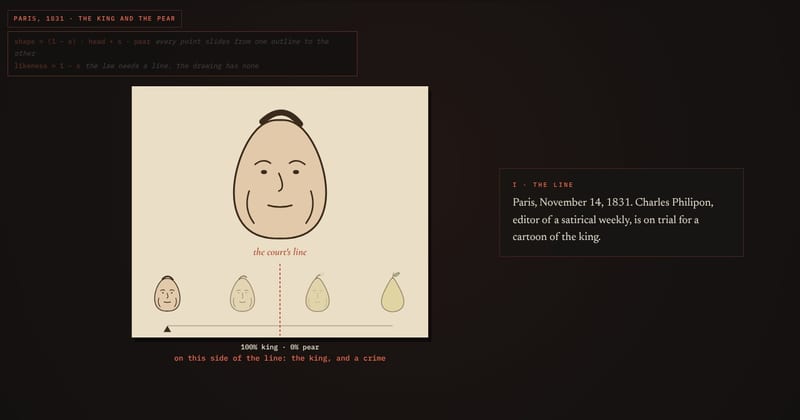 PARIS, 1831 · THE KING AND THE PEAR
shape = (1 − s) · head + s · pear every point slides from one outline to the
other
likeness = 1 − s the law needs a line. the drawing has none
I · THE LINE
Paris, November 14, 1831. Charles Philipon,
editor of a satirical weekly, is on trial for a
cartoon of the king.
the court's line
100% king · 0% pear
on this side of the line: the king, and a crime